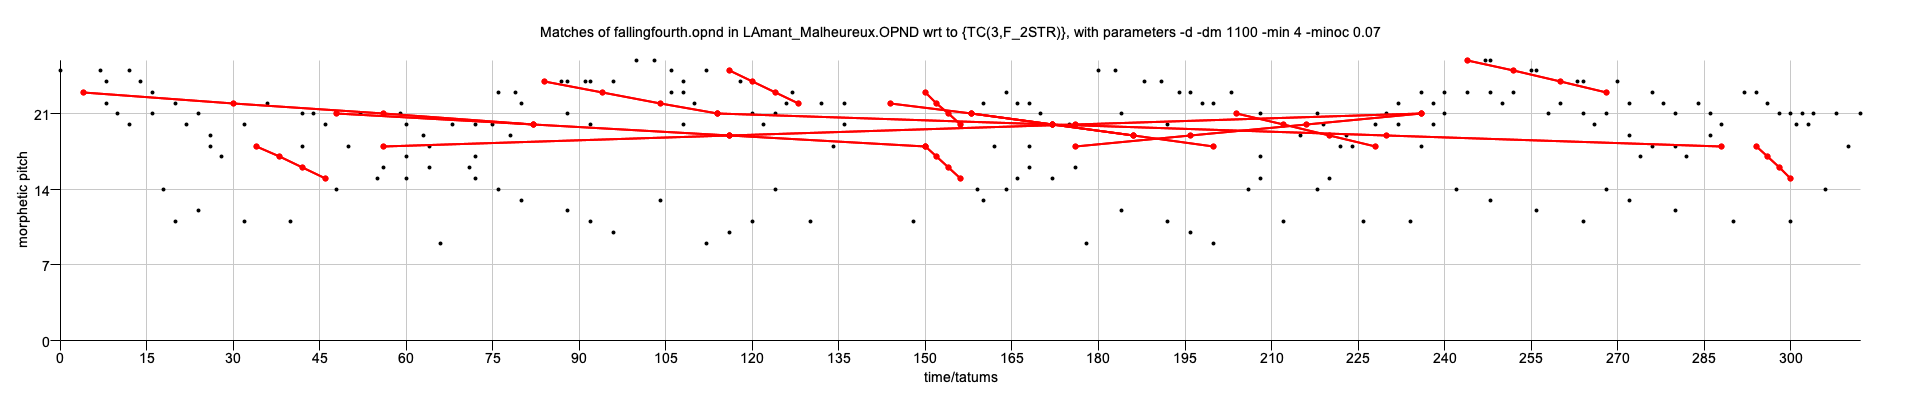 Matches of fallingfourth.opnd in LAmant_Malheureux.OPND wrt to {TC(3,F_2STR)}, with parameters -d -dm 1100 -min 4 -minoc 0.07
21
14
7
0
morphetic pitch
0 15 30 45 60 75 90 105 120 135 150 165 180 195 210 225 240 255 270 285 300
time/tatums